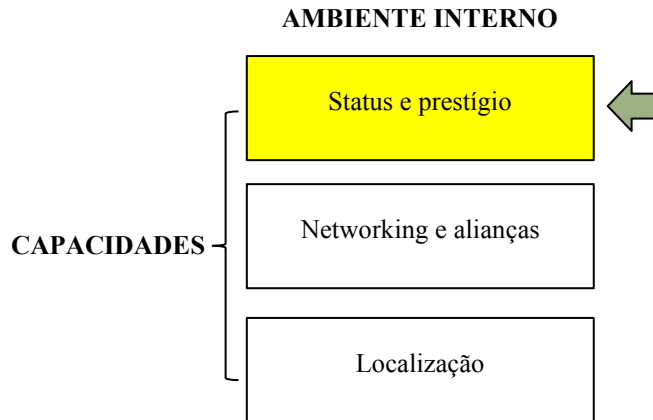 AMBIENTE INTERNO
Status e prestígio
Networking e alianças
CAPACIDADES
Localização